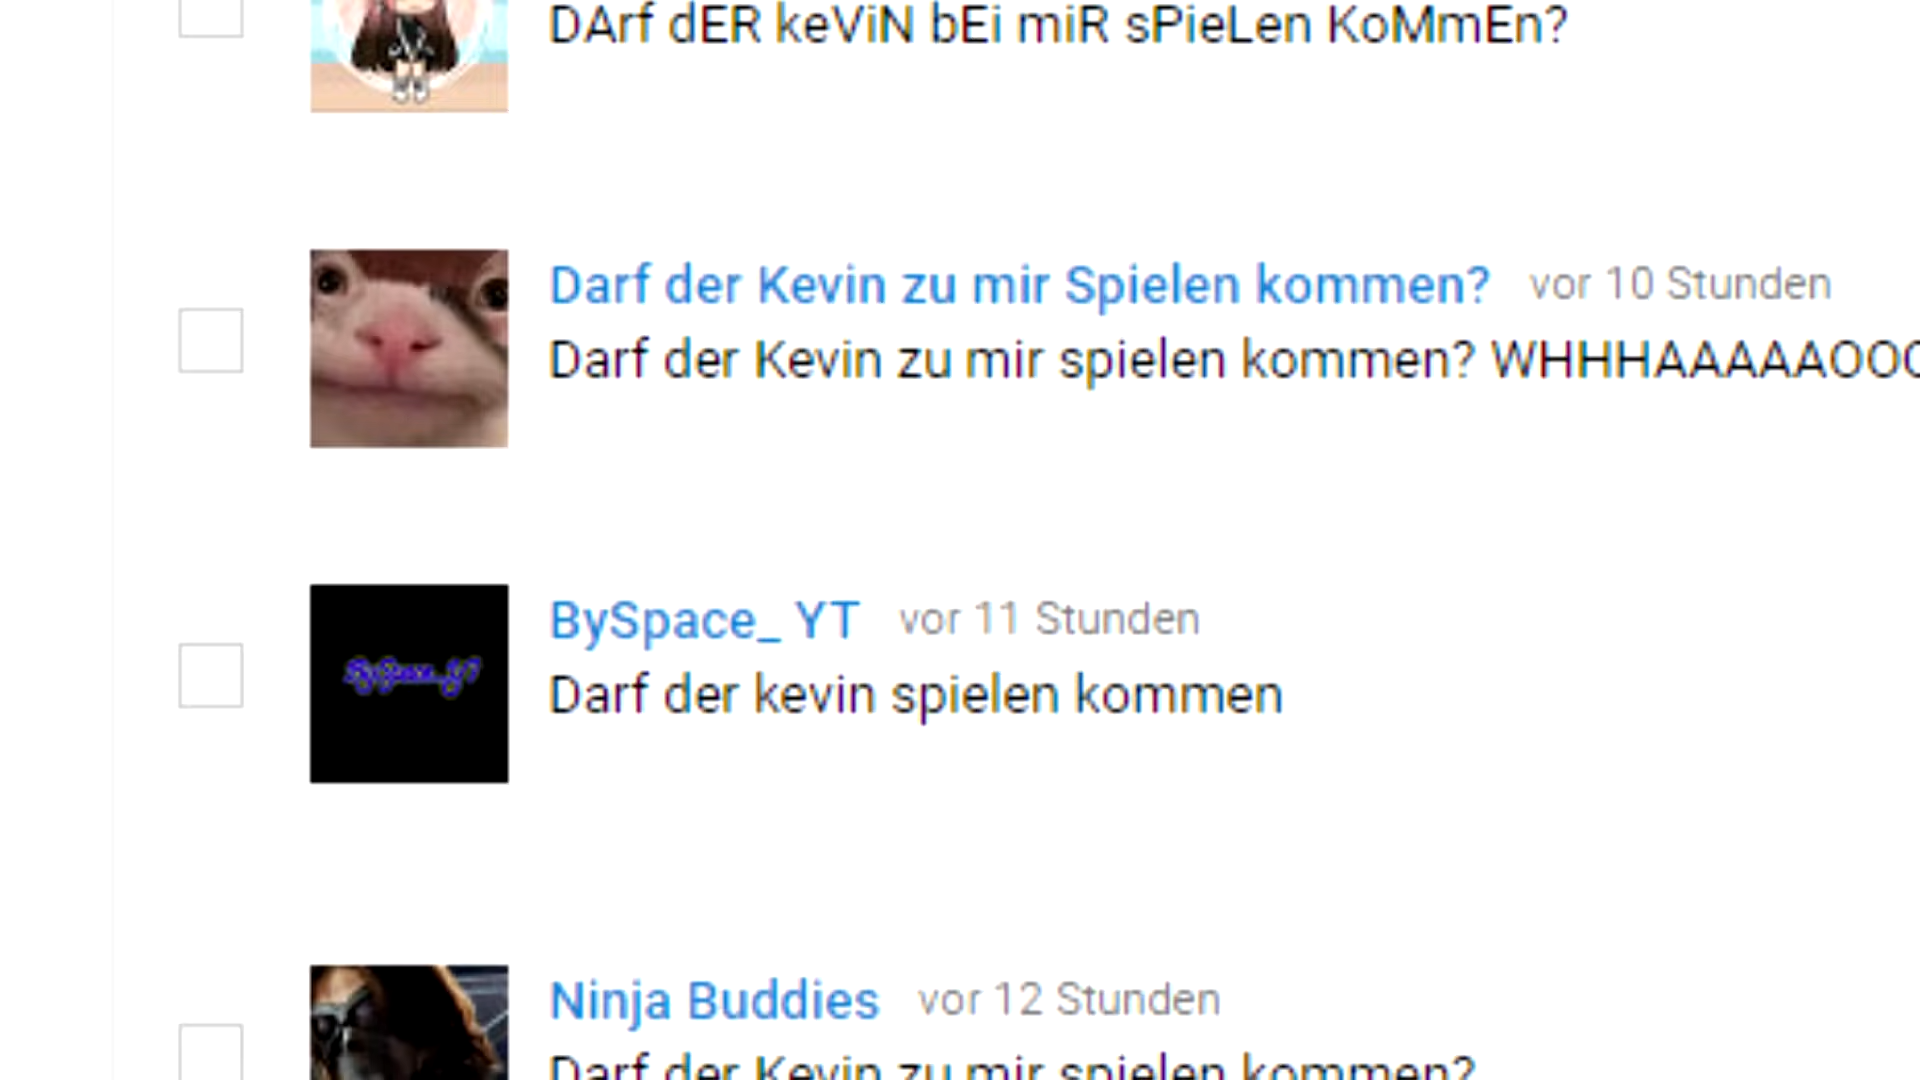 DArf dER keViN bEi miR sPieLen KoMmEn?
Darf der Kevin zu mir Spielen kommen? vor 10 Stunden
Darf der Kevin zu mir spielen kommen? WHHHAAAAAOOO
BySpace_YT
BySpace_ YT vor 11 Stunden
Darf der kevin spielen kommen
Ninja Buddies vor 12 Stunden
Darf der Kevin zu mir spielen kommen?